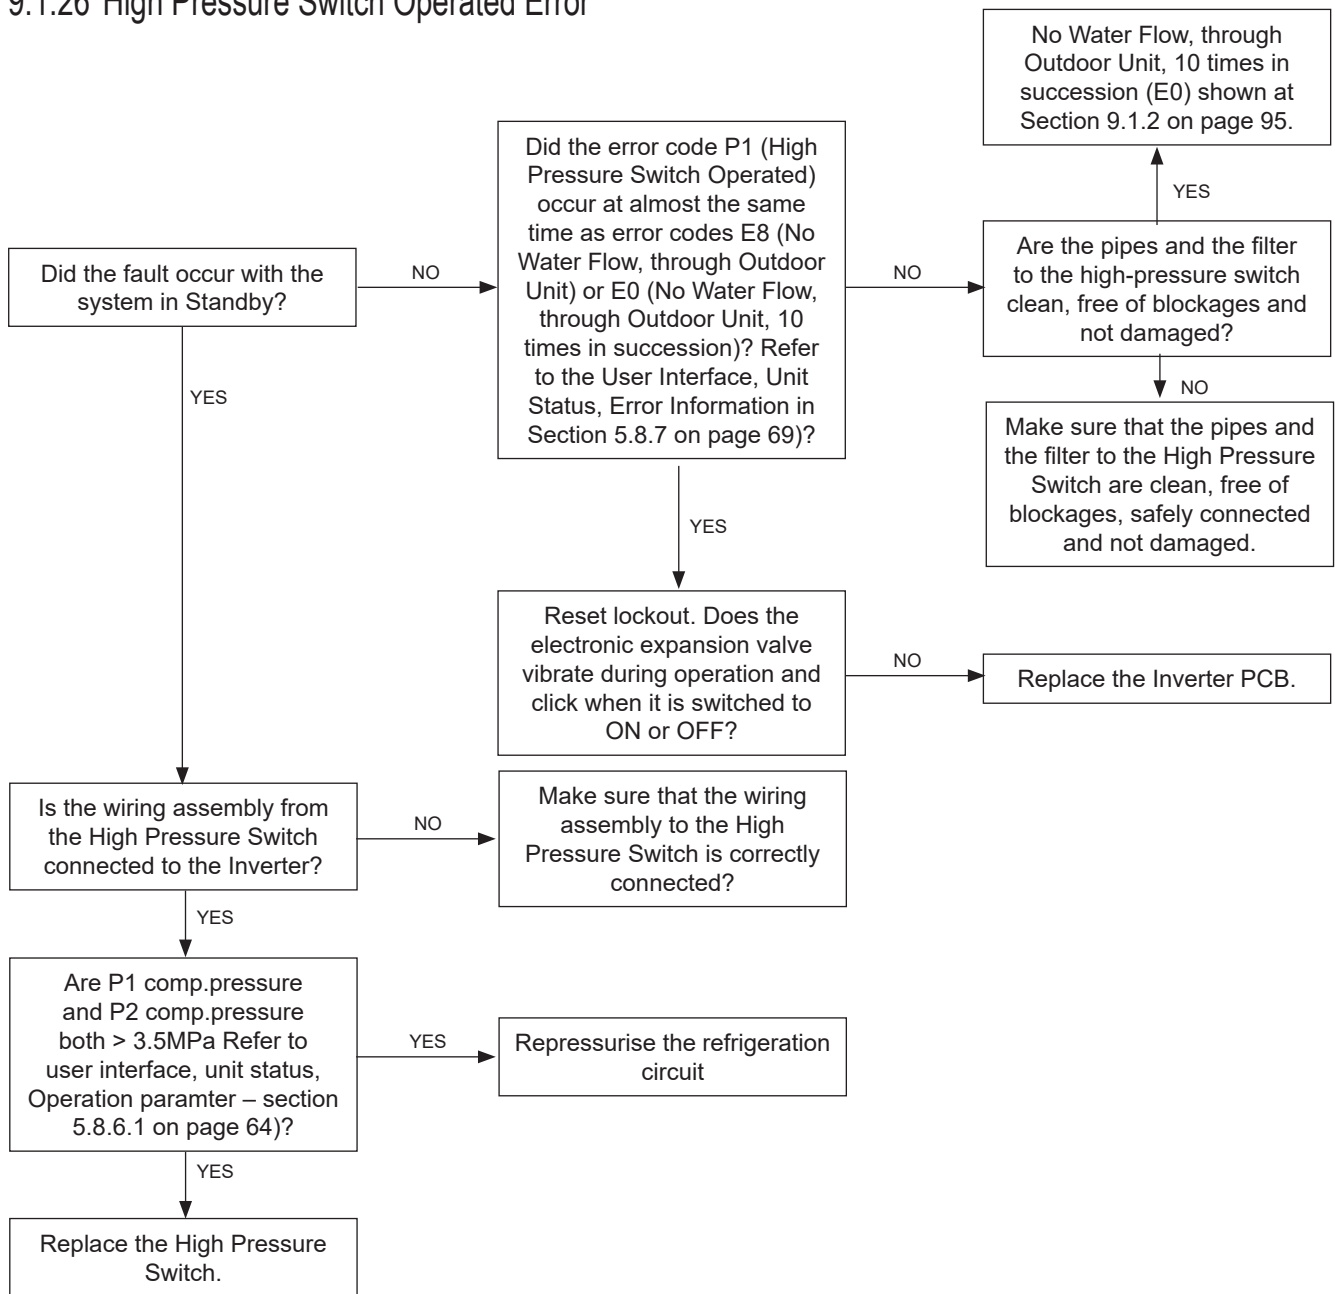 9.1.26 High Pressure Switch Operated Error
No Water Flow, through
Outdoor Unit, 10 times in
succession (E0) shown at
Section 9.1.2 on page 95.
YES
Did the error code P1 (High
Pressure Switch Operated)
occur at almost the same
time as error codes E8 (No
Water Flow, through Outdoor
Unit) or E0 (No Water Flow,
through Outdoor Unit, 10
times in succession)? Refer
to the User Interface, Unit
Status, Error Information in
Section 5.8.7 on page 69)?
Did the fault occur with the
system in Standby?
NO
NO
Are the pipes and the filter
to the high-pressure switch
clean, free of blockages and
not damaged?
NO
Make sure that the pipes and
the filter to the High Pressure
Switch are clean, free of
blockages, safely connected
and not damaged.
YES
YES
Reset lockout. Does the
electronic expansion valve
vibrate during operation and
click when it is switched to
ON or OFF?
NO
Replace the Inverter PCB.
Is the wiring assembly from
the High Pressure Switch
connected to the Inverter?
NO
Make sure that the wiring
assembly to the High
Pressure Switch is correctly
connected?
YES
Are P1 comp.pressure
and P2 comp.pressure
both > 3.5MPa Refer to
user interface, unit status,
Operation paramter – section
5.8.6.1 on page 64)?
YES
Repressurise the refrigeration
circuit
YES
Replace the High Pressure
Switch.